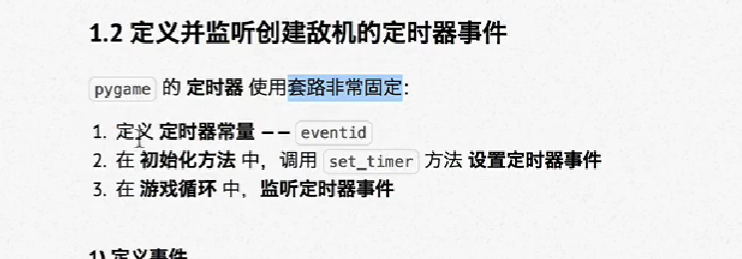 1.2 定义并监听创建敌机的定时器事件
pygame 的 定时器 使用套路非常固定：
1. 定义 定时器常量 —— eventid
2. 在 初始化方法 中，调用 set_timer 方法 设置定时器事件
3. 在 游戏循环 中，监听定时器事件
1) 定义事件